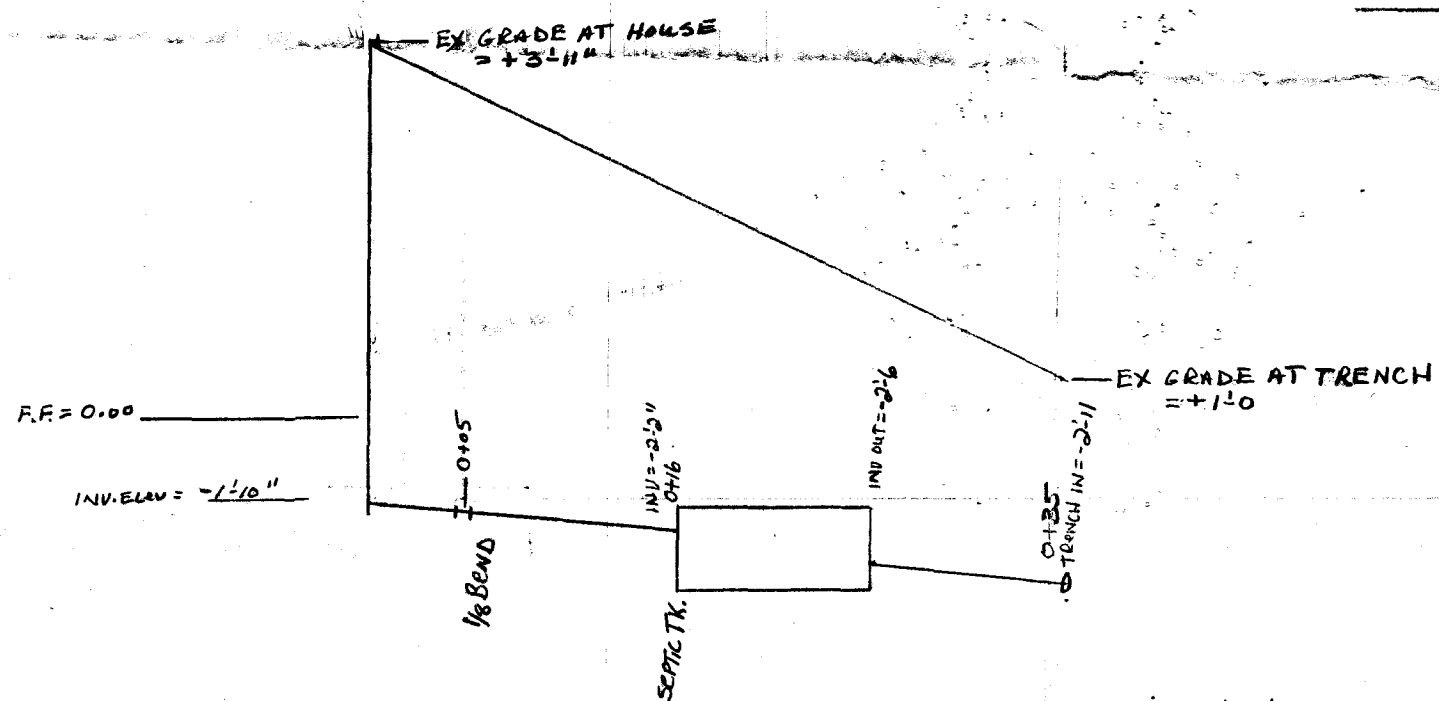 EX GRADE AT HOUSE
= +3'-11"
EX GRADE AT TRENCH
= +1'-0
F.F. = 0.00
INV. ELEV = -1'-10"
0+05
1/8 BEND
INV = -2'-2"
0+16
SEPTIC TK.
INV OUT = -2'-6
0+35
TRENCH IN = -2'-11